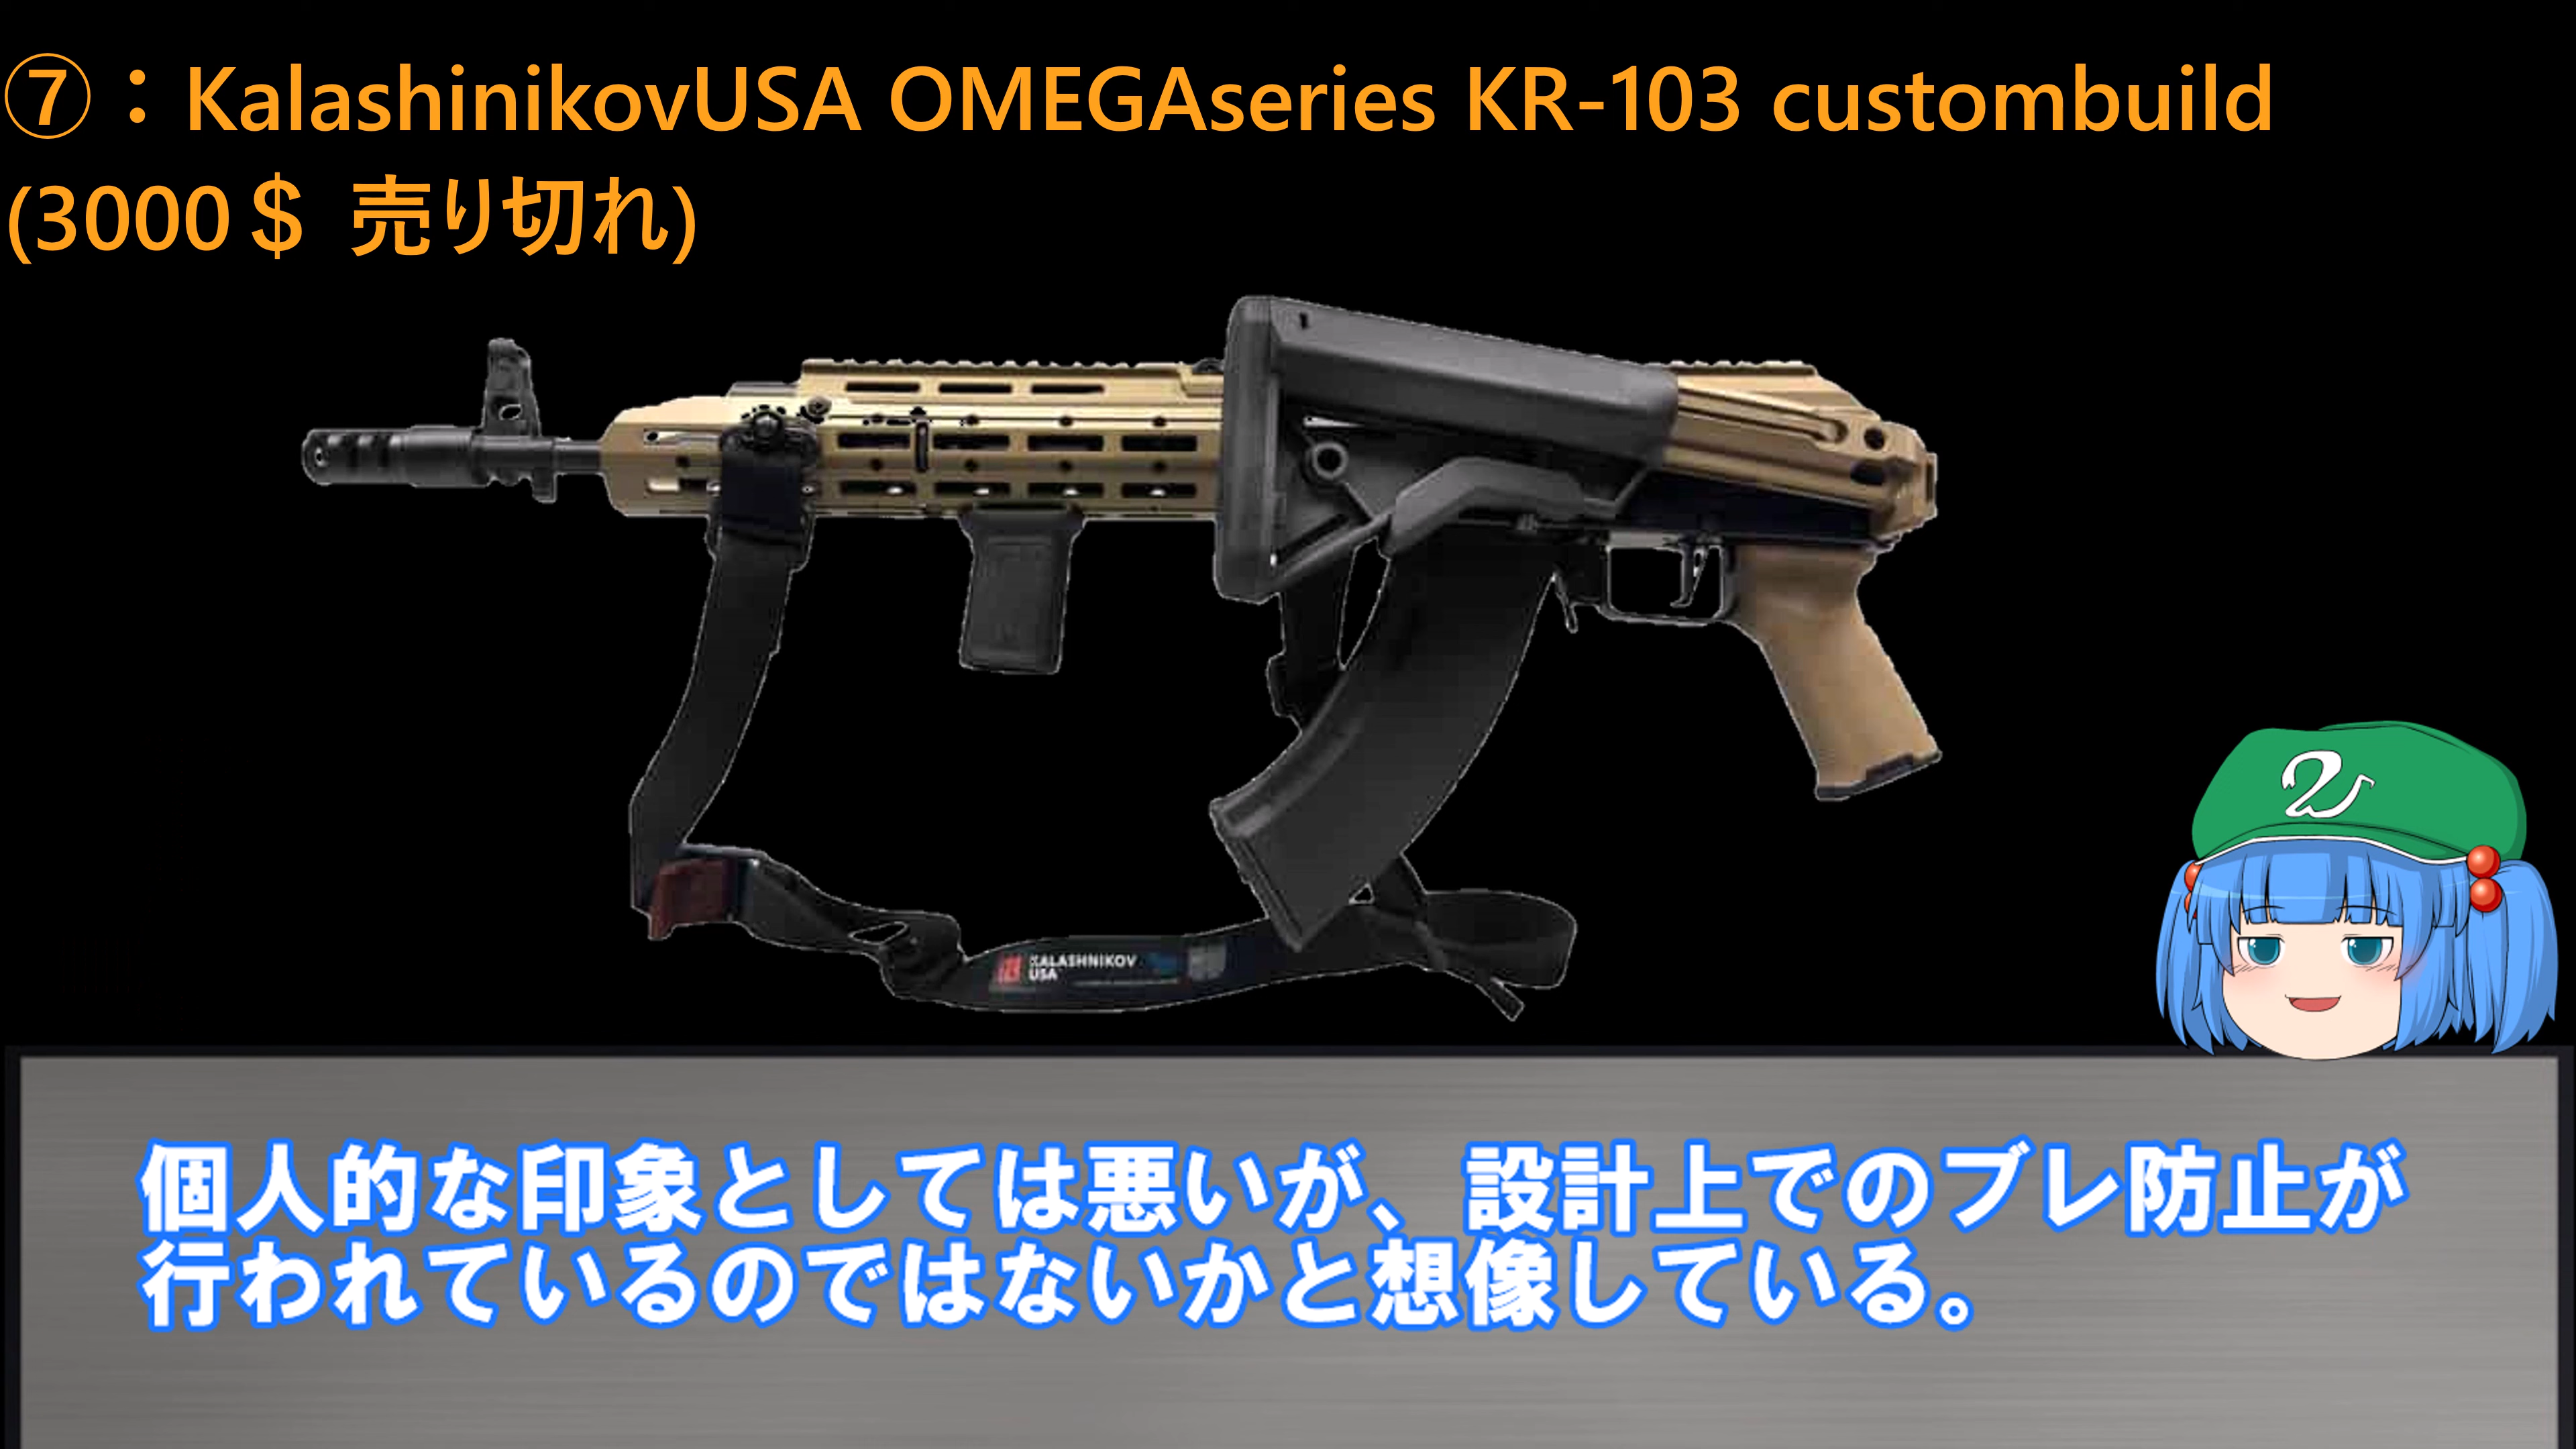 ⑦：KalashinikovUSA OMEGAseries KR-103 custombuild
(3000＄ 売り切れ)
KALASHNIKOV
USA
個人的な印象としては悪いが、設計上でのブレ防止が
行われているのではないかと想像している。